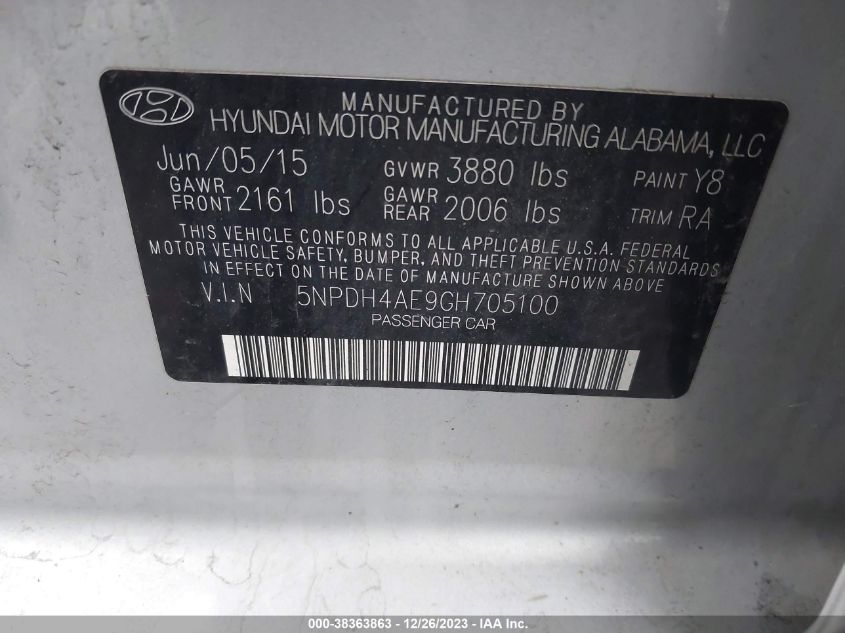 MANUFACTURED BY
HYUNDAI MOTOR MANUFACTURING ALABAMA, LLC
Jun/05/15 GVWR 3880 lbs PAINT Y8
GAWR FRONT 2161 lbs GAWR REAR 2006 lbs TRIM RA
THIS VEHICLE CONFORMS TO ALL APPLICABLE U.S.A. FEDERAL
MOTOR VEHICLE SAFETY, BUMPER, AND THEFT PREVENTION STANDARDS
IN EFFECT ON THE DATE OF MANUFACTURE SHOWN ABOVE
V.I.N 5NPDH4AE9GH705100
PASSENGER CAR
000-38363863 - 12/26/2023 - IAA Inc.